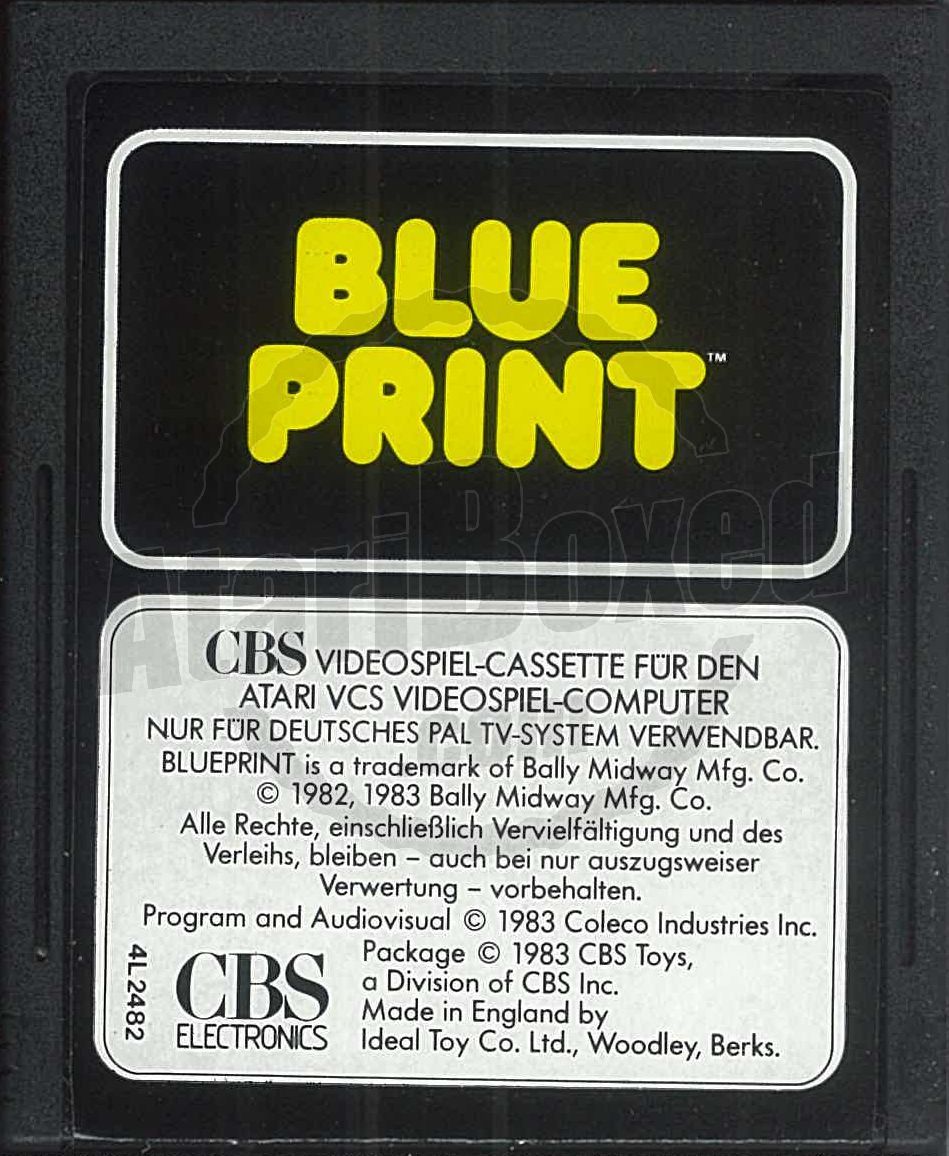 BLUE
PRINT™
CBS VIDEOSPIEL-CASSETTE FÜR DEN
ATARI VCS VIDEOSPIEL-COMPUTER
NUR FÜR DEUTSCHES PAL TV-SYSTEM VERWENDBAR.
BLUEPRINT is a trademark of Bally Midway Mfg. Co.
© 1982, 1983 Bally Midway Mfg. Co.
Alle Rechte, einschließlich Vervielfältigung und des
Verleihs, bleiben – auch bei nur auszugsweiser
Verwertung – vorbehalten.
Program and Audiovisual © 1983 Coleco Industries Inc.
Package © 1983 CBS Toys,
a Division of CBS Inc.
Made in England by
Ideal Toy Co. Ltd., Woodley, Berks.
CBS
ELECTRONICS
4L2482
AtariBoxed
.com